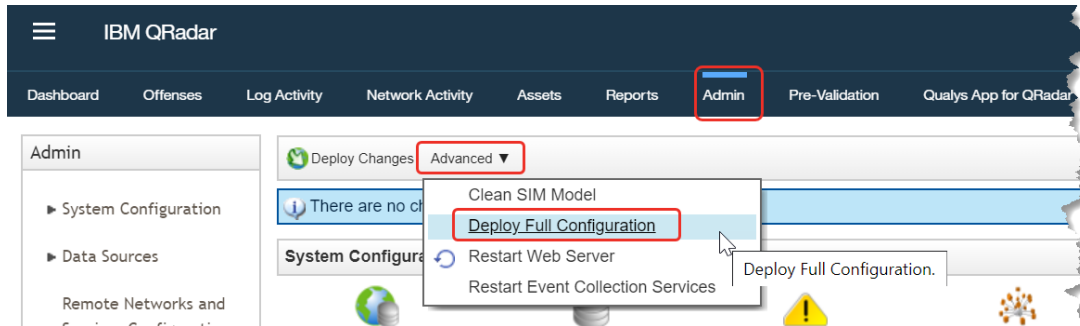 IBM QRadar
Dashboard Offenses Log Activity Network Activity Assets Reports Admin Pre-Validation Qualys App for QRadar
Admin
Deploy Changes Advanced ▼
Clean SIM Model
System Configuration
There are no
Deploy Full Configuration
Data Sources
System
Restart Web Server
Deploy Full Configuration.
Restart Event Collection Services
Remote Networks and